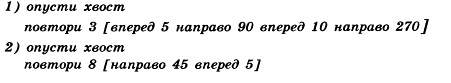 1) опусти хвост
повтори 3 [вперед 5 направо 90 вперед 10 направо 270]
2) опусти хвост
повтори 8 [направо 45 вперед 5]